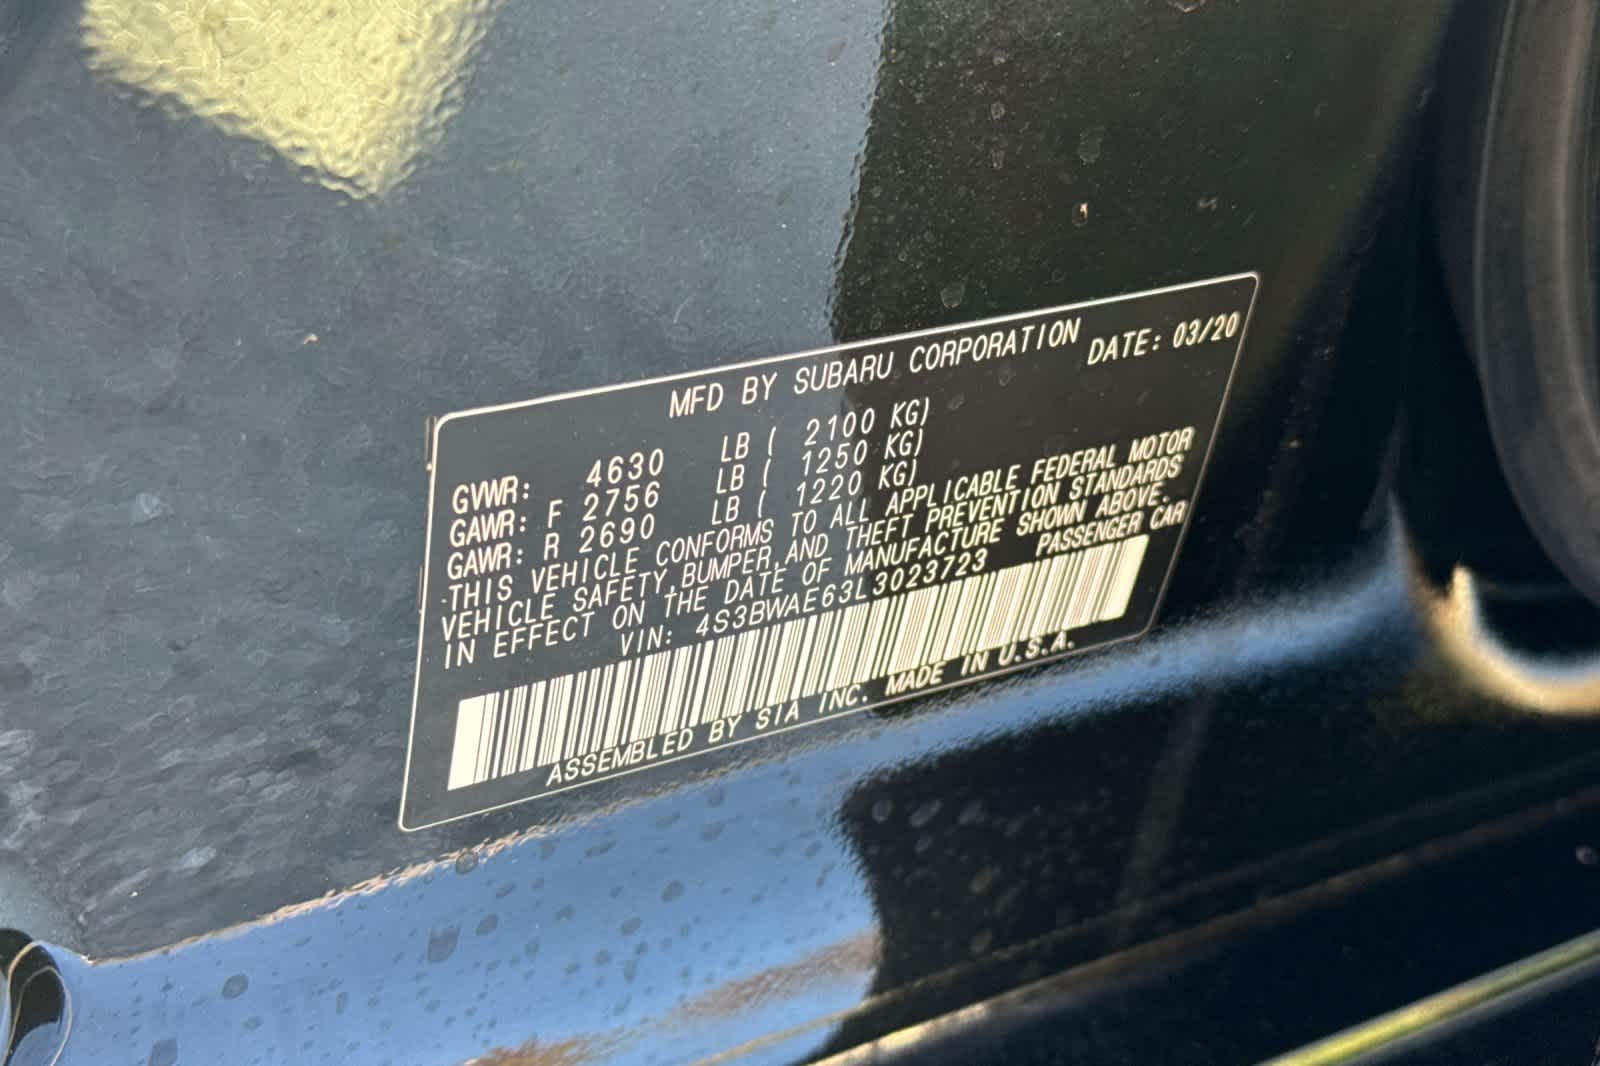 MFD BY SUBARU CORPORATION DATE: 03/20
GVWR: 4630 LB ( 2100 KG)
GAWR: F 2756 LB ( 1250 KG)
GAWR: R 2690 LB ( 1220 KG)
THIS VEHICLE CONFORMS TO ALL APPLICABLE FEDERAL MOTOR
VEHICLE SAFETY, BUMPER, AND THEFT PREVENTION STANDARDS
IN EFFECT ON THE DATE OF MANUFACTURE SHOWN ABOVE.
VIN: 4S3BWAE63L3023723 PASSENGER CAR
ASSEMBLED BY SIA INC. MADE IN U.S.A.